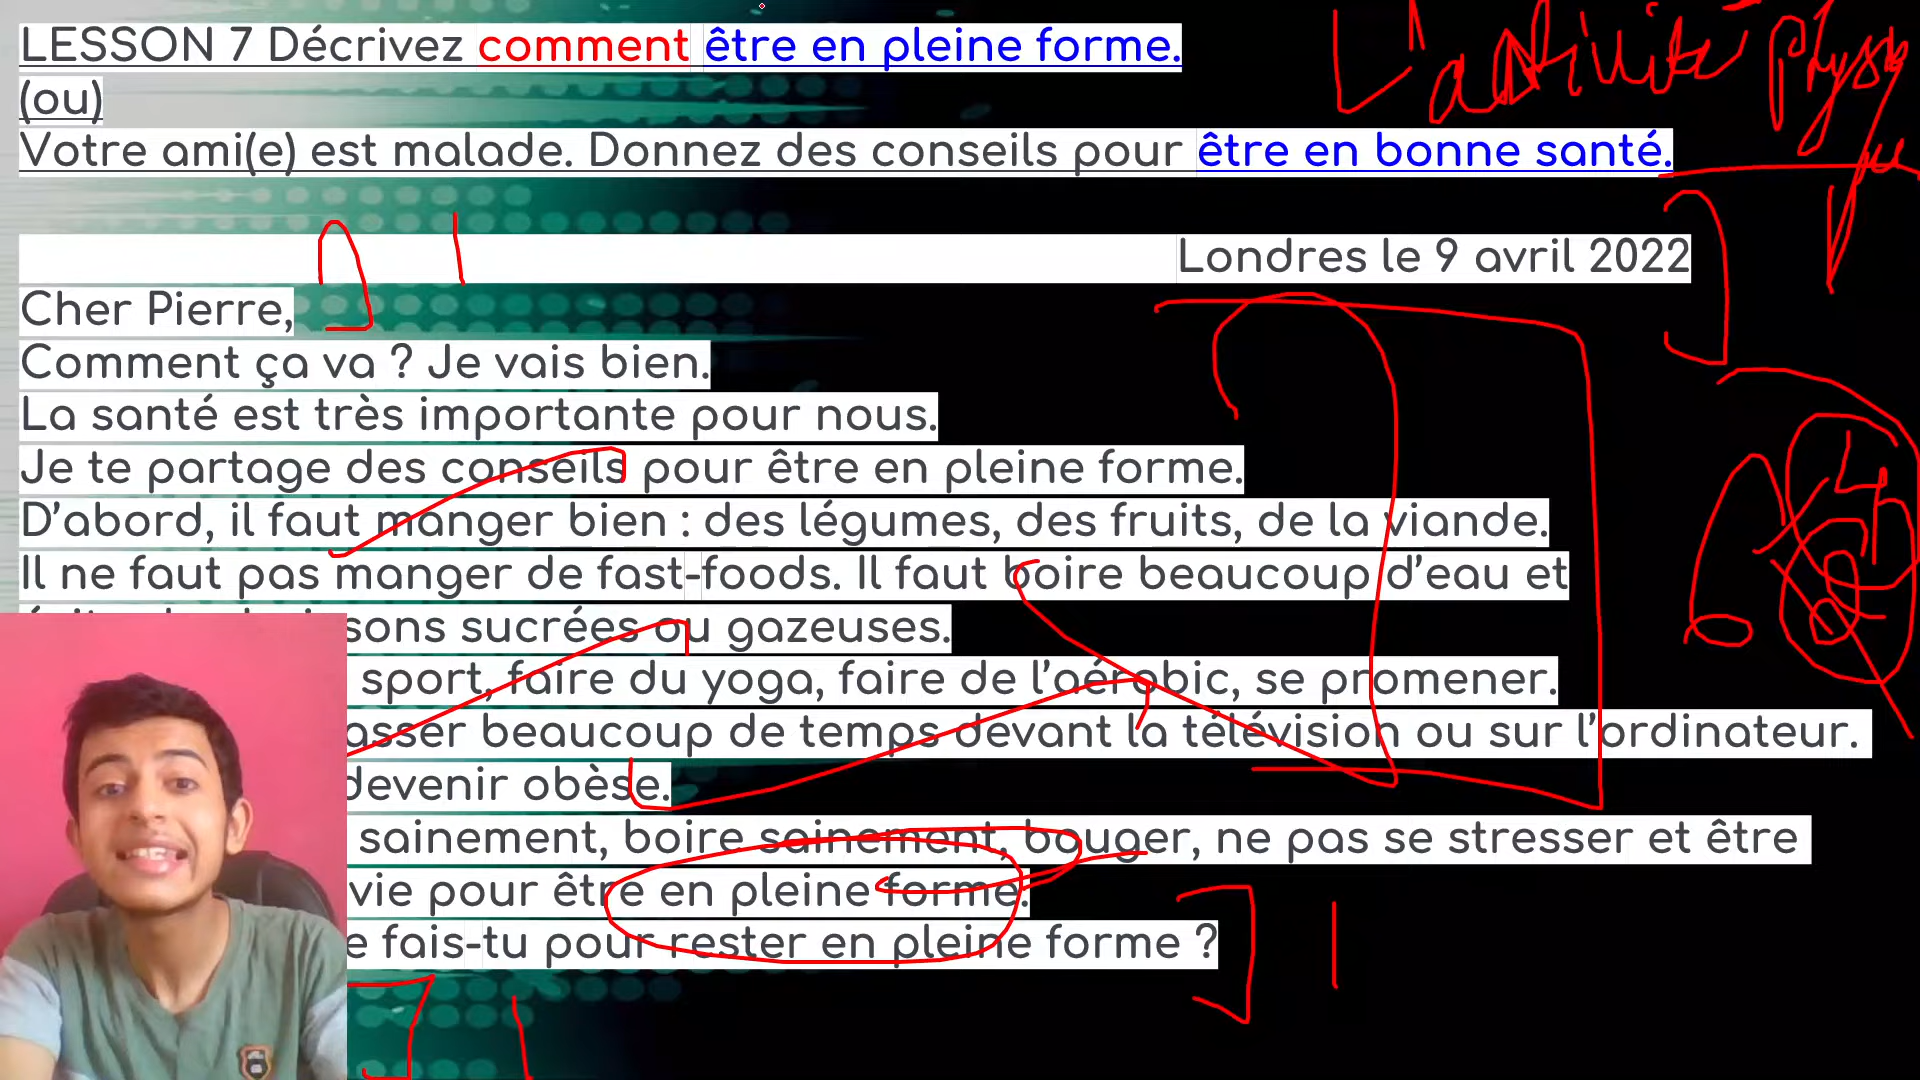 LESSON 7 Décrivez comment être en pleine forme.
L'activité physique
(ou)
Votre ami(e) est malade. Donnez des conseils pour être en bonne santé.
Londres le 9 avril 2022
Cher Pierre,
Comment ça va ? Je vais bien.
La santé est très importante pour nous.
Je te partage des conseils pour être en pleine forme.
D'abord, il faut manger bien : des légumes, des fruits, de la viande.
Il ne faut pas manger de fast-foods. Il faut boire beaucoup d'eau et
sons sucrées ou gazeuses.
sport, faire du yoga, faire de l'aérobic, se promener.
asser beaucoup de temps devant la télévision ou sur l'ordinateur.
devenir obèse.
sainement, boire sainement, bouger, ne pas se stresser et être
vie pour être en pleine forme.
e fais-tu pour rester en pleine forme ?